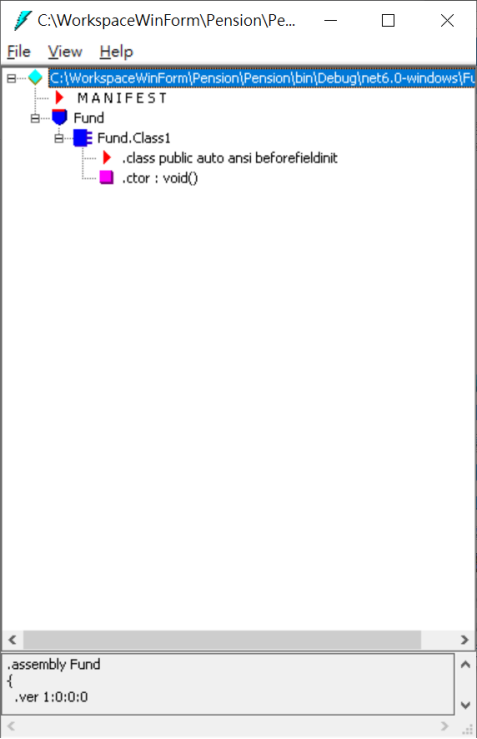 C:\WorkspaceWinForm\Pension\Pe...
File View Help
C:\WorkspaceWinForm\Pension\Pension\bin\Debug\net6.0-windows\Fu
MANIFEST
Fund
Fund.Class1
.class public auto ansi beforefieldinit
.ctor : void()
.assembly Fund
{
.ver 1:0:0:0